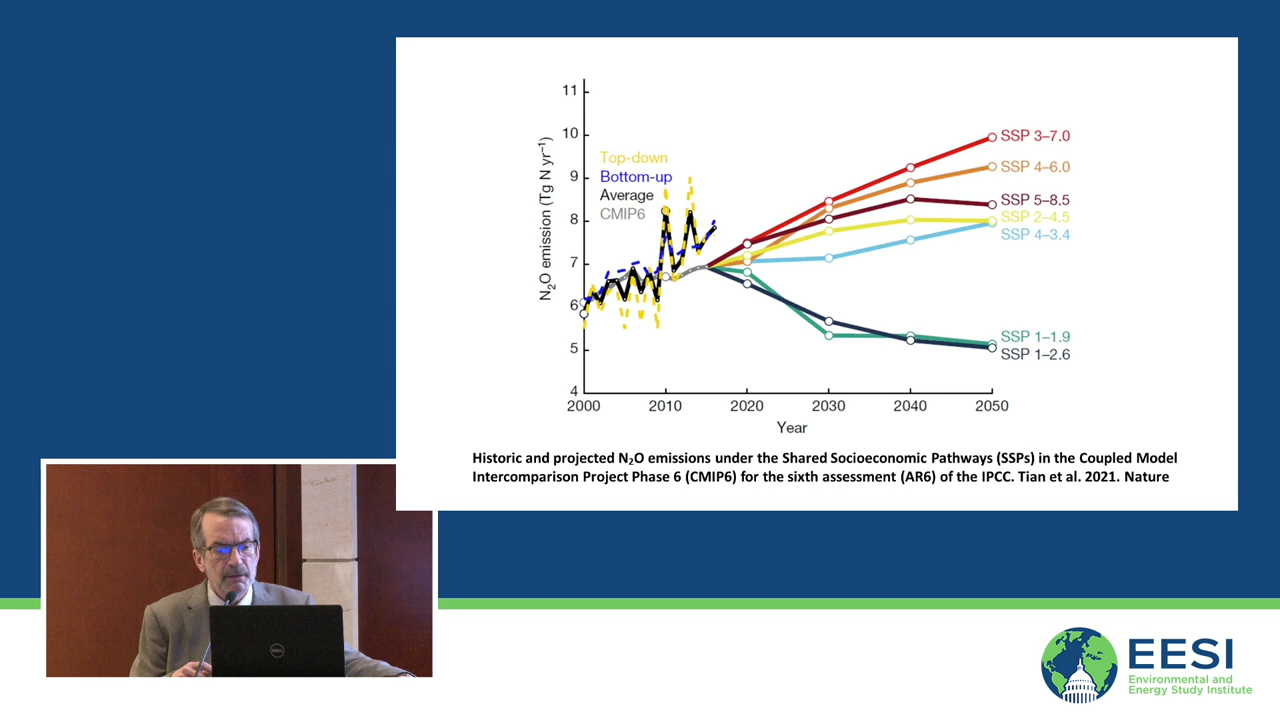 11
10
9
8
7
6
5
4
N₂O emission (Tg N yr⁻¹)
Top-down
Bottom-up
Average
CMIP6
SSP 3–7.0
SSP 4–6.0
SSP 5–8.5
SSP 2–4.5
SSP 4–3.4
SSP 1–1.9
SSP 1–2.6
2000 2010 2020 2030 2040 2050
Year
Historic and projected N₂O emissions under the Shared Socioeconomic Pathways (SSPs) in the Coupled Model
Intercomparison Project Phase 6 (CMIP6) for the sixth assessment (AR6) of the IPCC. Tian et al. 2021. Nature
DELL
EESI
Environmental and
Energy Study Institute